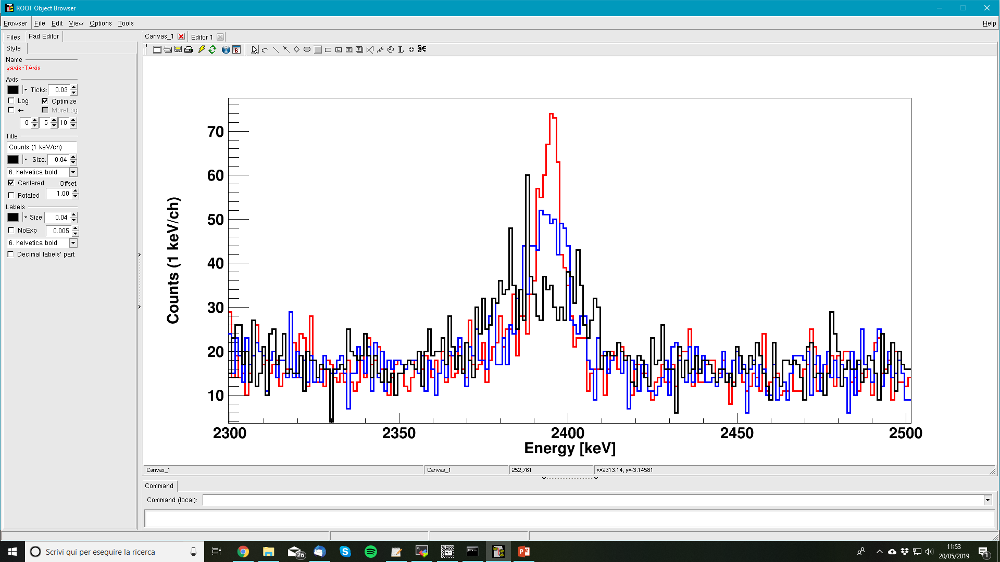 ROOT Object Browser
Browser File Edit View Options Tools Help
Files Pad Editor
Canvas_1 Editor 1
Style
Name
yaxis::TAxis
Axis
Ticks: 0.03
Log Optimize
+- MoreLog
0 5 10
Title
Counts (1 keV/ch)
Size: 0.04
6. helvetica bold
Centered Offset:
Rotated 1.00
Labels
Size: 0.04
NoExp 0.005
6. helvetica bold
Decimal labels' part
Counts (1 keV/ch)
70
60
50
40
30
20
10
2300 2350 2400 2450 2500
Energy [keV]
Canvas_1 Canvas_1 252,761 x=2313.14, y=-3.14581
Command
Command (local):
Scrivi qui per eseguire la ricerca
26
11:53
20/05/2019
1